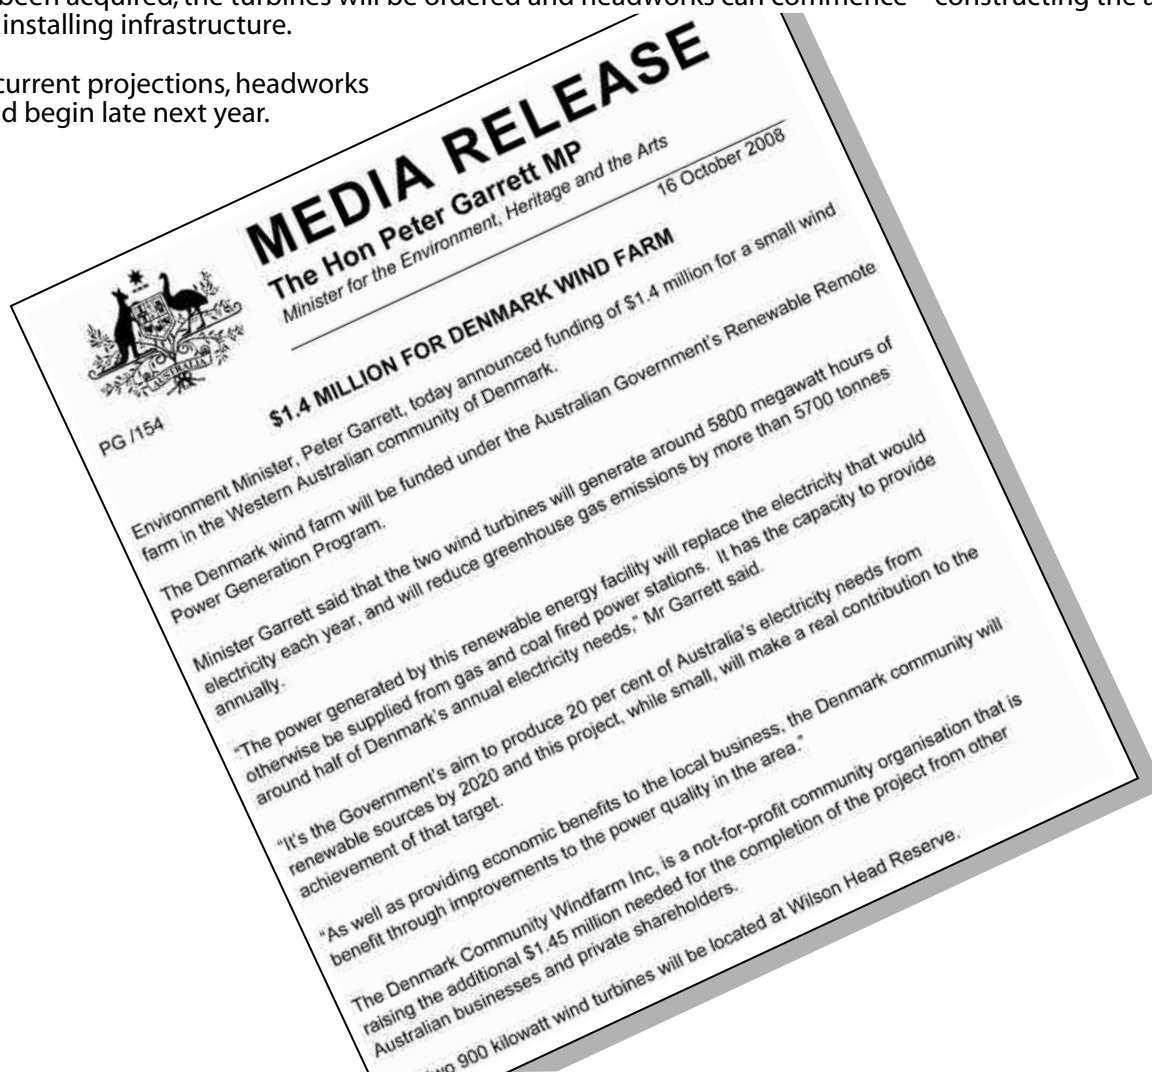 been acquired, the turbines will be ordered and headworks can commence – constructing the a
installing infrastructure.
current projections, headworks
d begin late next year.
MEDIA RELEASE
The Hon Peter Garrett MP
Minister for the Environment, Heritage and the Arts
16 October 2008
AUSTRALIA
PG /154
$1.4 MILLION FOR DENMARK WIND FARM
Environment Minister, Peter Garrett, today announced funding of $1.4 million for a small wind
farm in the Western Australian community of Denmark.
The Denmark wind farm will be funded under the Australian Government's Renewable Remote
Power Generation Program.
Minister Garrett said that the two wind turbines will generate around 5800 megawatt hours of
electricity each year, and will reduce greenhouse gas emissions by more than 5700 tonnes
annually.
"The power generated by this renewable energy facility will replace the electricity that would
otherwise be supplied from gas and coal fired power stations. It has the capacity to provide
around half of Denmark's annual electricity needs," Mr Garrett said.
"It's the Government's aim to produce 20 per cent of Australia's electricity needs from
renewable sources by 2020 and this project, while small, will make a real contribution to the
achievement of that target.
"As well as providing economic benefits to the local business, the Denmark community will
benefit through improvements to the power quality in the area."
The Denmark Community Windfarm Inc, is a not-for-profit community organisation that is
raising the additional $1.45 million needed for the completion of the project from other
Australian businesses and private shareholders.
wo 900 kilowatt wind turbines will be located at Wilson Head Reserve.